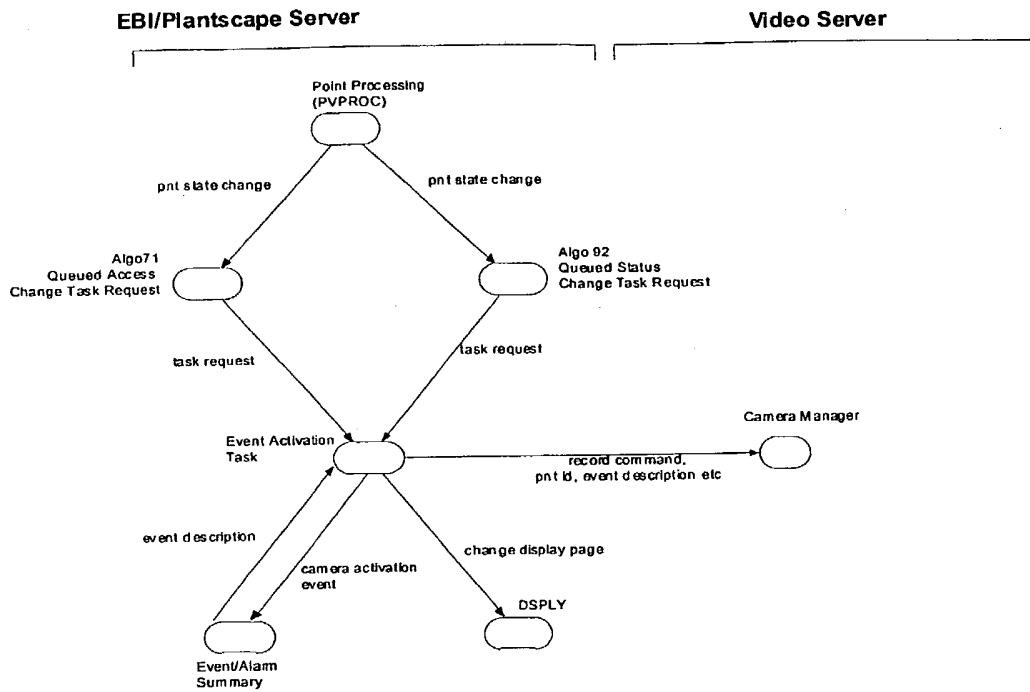 EBI/Plantscape Server
Video Server
Point Processing
(PVPROC)
pnt state change
pnt state change
Algo71
Queued Access
Change Task Request
Algo 92
Queued Status
Change Task Request
task request
task request
Event Activation
Task
Camera Manager
record command,
pnt id, event description etc
event description
camera activation
event
change display page
DSPLY
Event/Alarm
Summary